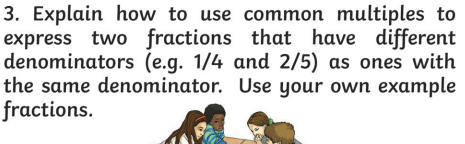 3. Explain how to use common multiples to
express two fractions that have different
denominators (e.g. 1/4 and 2/5) as ones with
the same denominator. Use your own example
fractions.